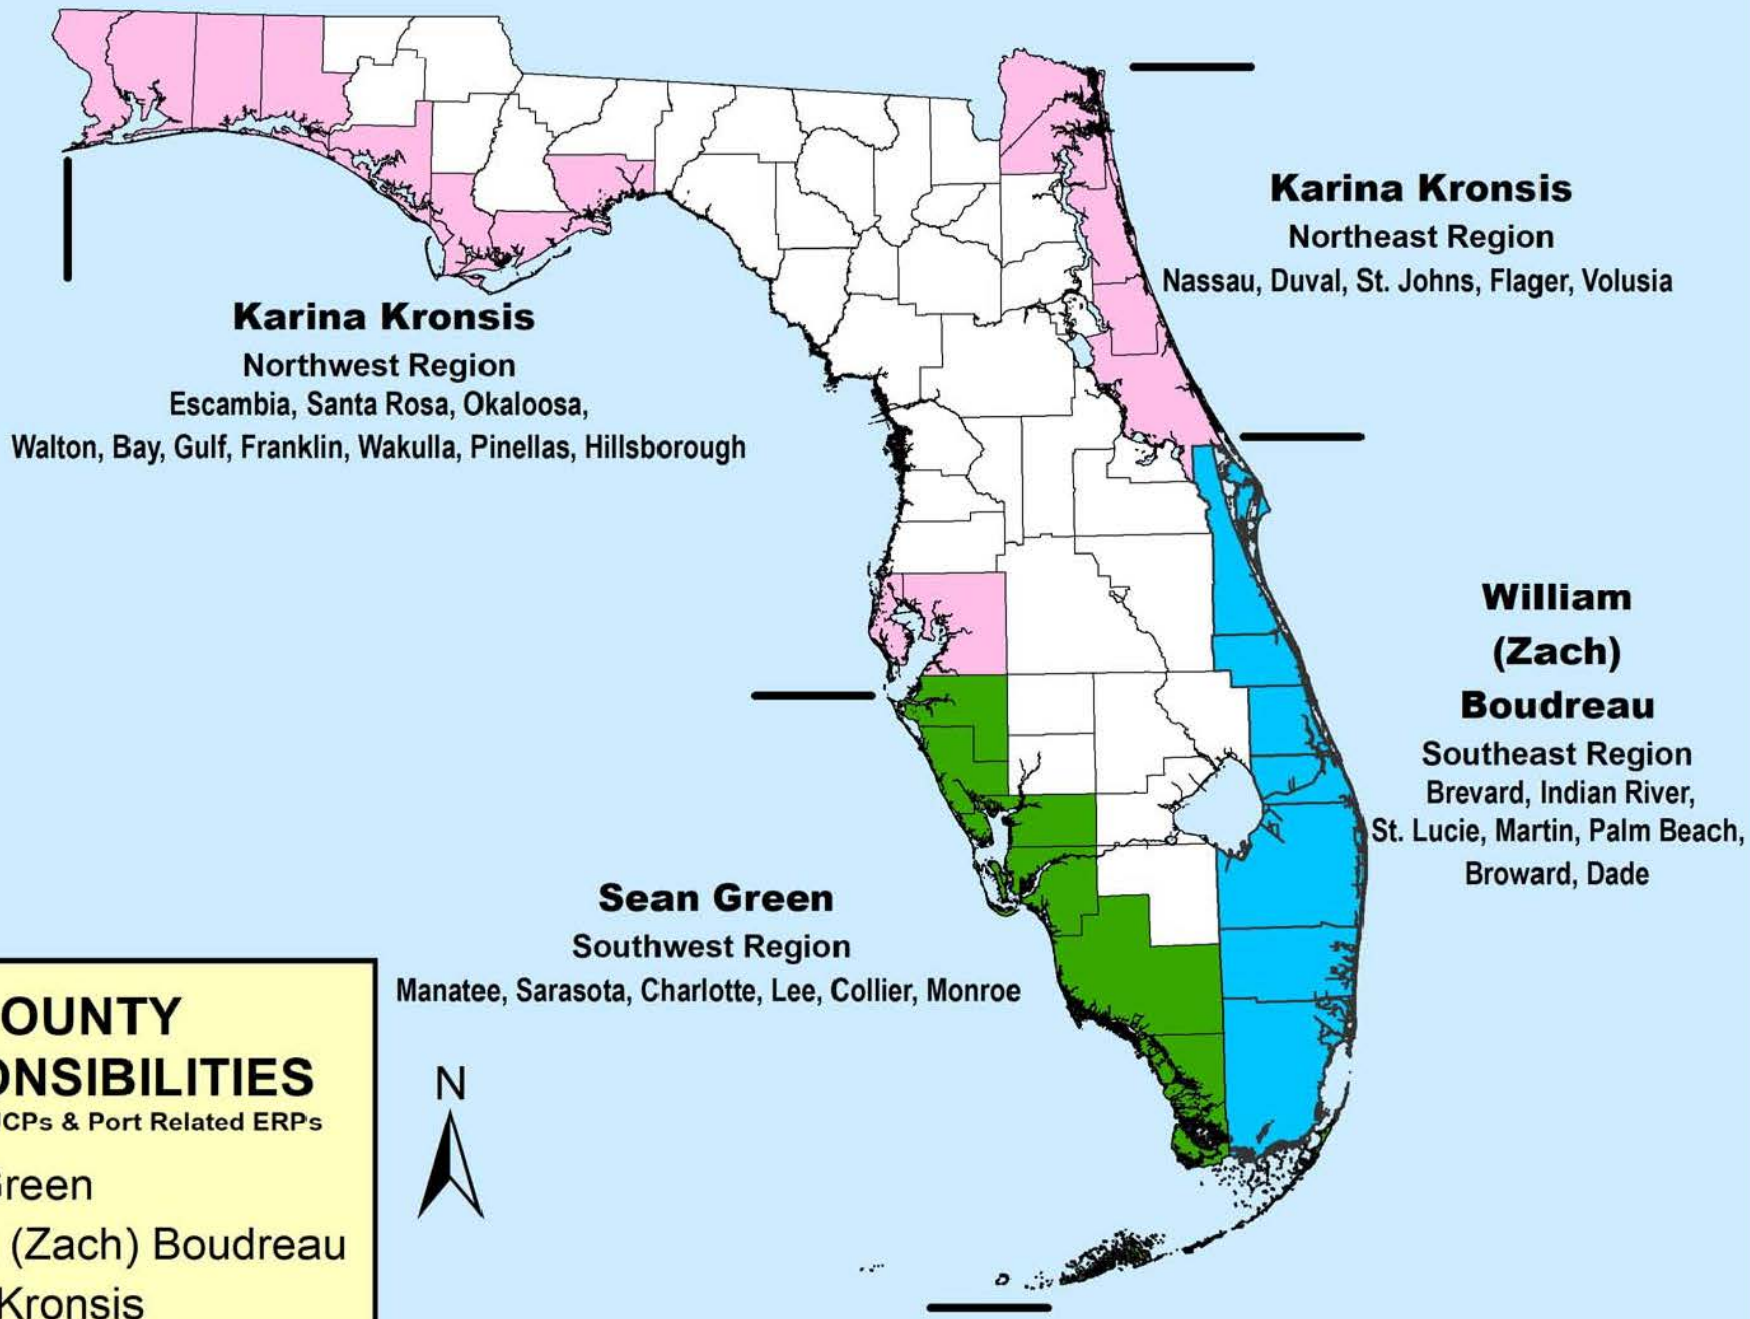 Karina Kronsis
Northeast Region
Nassau, Duval, St. Johns, Flager, Volusia
Karina Kronsis
Northwest Region
Escambia, Santa Rosa, Okaloosa,
Walton, Bay, Gulf, Franklin, Wakulla, Pinellas, Hillsborough
William
(Zach)
Boudreau
Southeast Region
Brevard, Indian River,
St. Lucie, Martin, Palm Beach,
Broward, Dade
Sean Green
Southwest Region
Manatee, Sarasota, Charlotte, Lee, Collier, Monroe
OUNTY
ONSIBILITIES
CPs & Port Related ERPs
Green
(Zach) Boudreau
Kronsis
N